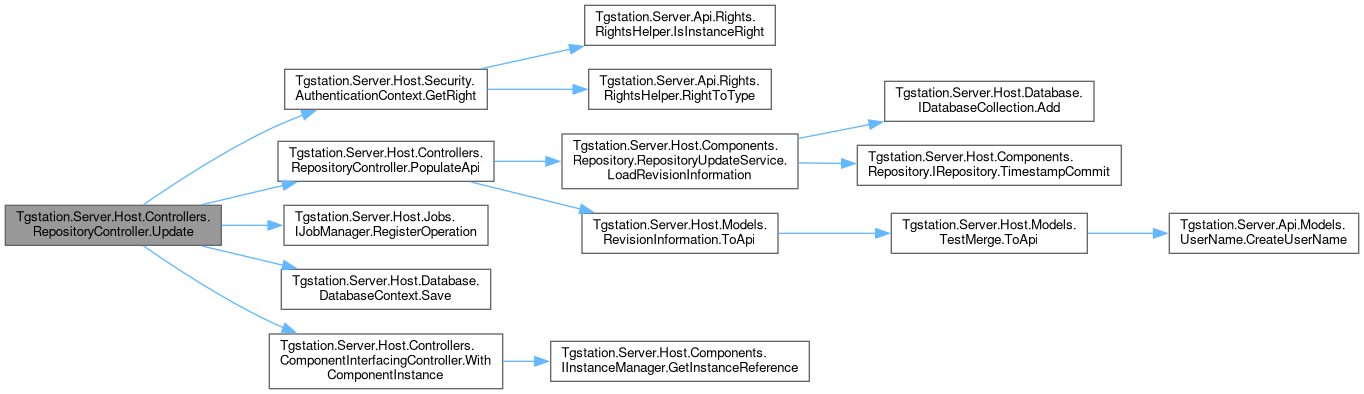 Tgstation.Server.Host.Controllers.
RepositoryController.Update
Tgstation.Server.Host.Security.
AuthenticationContext.GetRight
Tgstation.Server.Api.Rights.
RightsHelper.IsInstanceRight
Tgstation.Server.Api.Rights.
RightsHelper.RightToType
Tgstation.Server.Host.Controllers.
RepositoryController.PopulateApi
Tgstation.Server.Host.Components.
Repository.RepositoryUpdateService.
LoadRevisionInformation
Tgstation.Server.Host.Database.
IDatabaseCollection.Add
Tgstation.Server.Host.Components.
Repository.IRepository.TimestampCommit
Tgstation.Server.Host.Models.
RevisionInformation.ToApi
Tgstation.Server.Host.Models.
TestMerge.ToApi
Tgstation.Server.Api.Models.
UserName.CreateUserName
Tgstation.Server.Host.Jobs.
IJobManager.RegisterOperation
Tgstation.Server.Host.Database.
DatabaseContext.Save
Tgstation.Server.Host.Controllers.
ComponentInterfacingController.With
ComponentInstance
Tgstation.Server.Host.Components.
IInstanceManager.GetInstanceReference